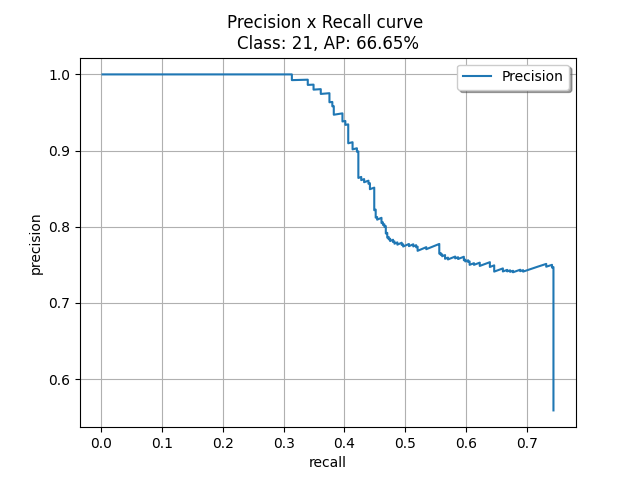 Precision x Recall curve
Class: 21, AP: 66.65%
Precision
1.0
0.9
0.8
0.7
0.6
precision
0.0 0.1 0.2 0.3 0.4 0.5 0.6 0.7
recall